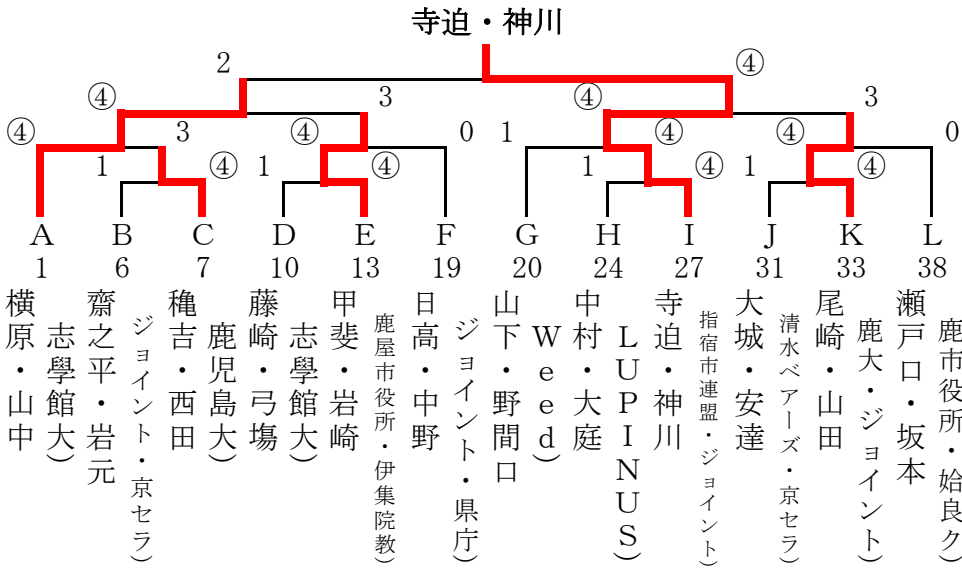 寺迫・神川
2 ④
④ 3 ④ 3
④ 3 ④ 0 1 ④ ④ 0
1 ④ 1 ④ 1 ④ 1 ④
A B C D E F G H I J K L
1 6 7 10 13 19 20 24 27 31 33 38
横原・山中
志學館大)
齋之平・岩元
ジョイント・京セラ)
穐吉・西田
鹿児島大)
藤崎・弓塲
志學館大)
甲斐・岩崎
鹿屋市役所・伊集院教)
日高・中野
ジョイント・県庁)
山下・野間口
Weed)
中村・大庭
LUPINUS)
寺迫・神川
指宿市連盟・ジョイント)
大城・安達
清水ベアーズ・京セラ)
尾崎・山田
鹿大・ジョイント)
瀬戸口・坂本
鹿市役所・姶良ク)